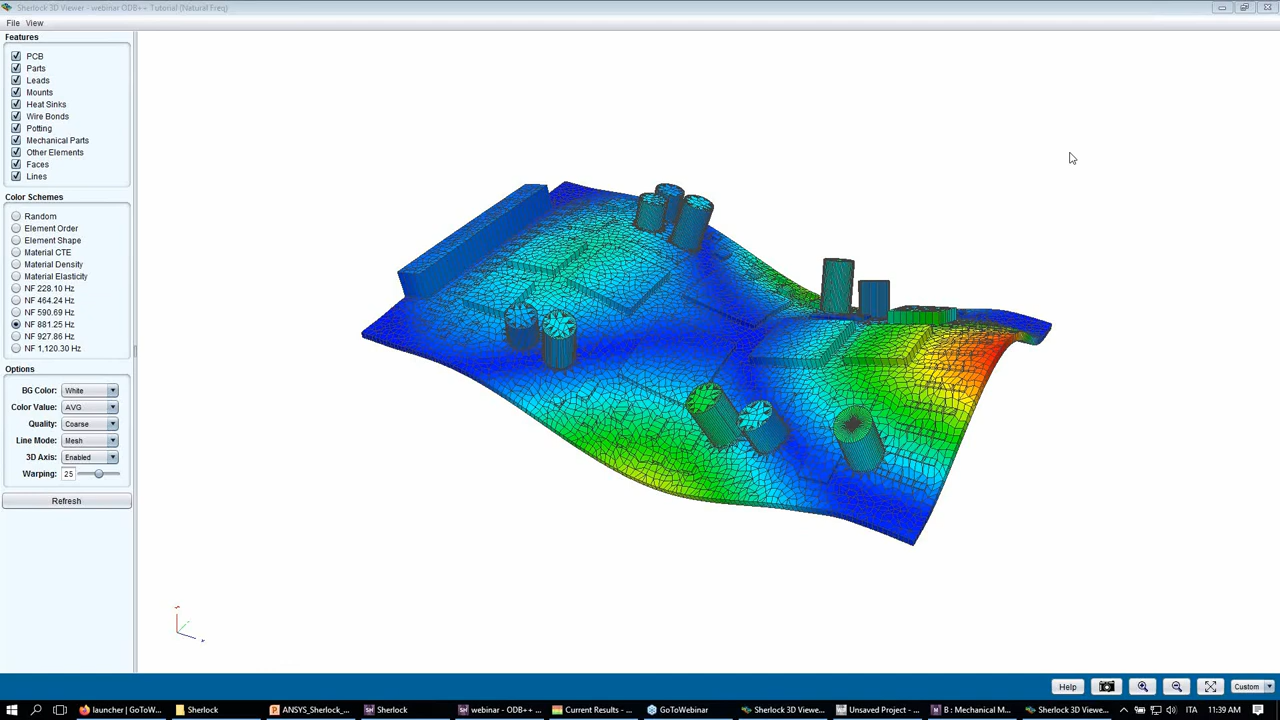 Sherlock 3D Viewer - webinar ODB++ Tutorial (Natural Freq)
File View
Features
PCB
Parts
Leads
Mounts
Heat Sinks
Wire Bonds
Potting
Mechanical Parts
Other Elements
Faces
Lines
Color Schemes
Random
Element Order
Element Shape
Material CTE
Material Density
Material Elasticity
NF 228.10 Hz
NF 464.24 Hz
NF 590.69 Hz
NF 881.25 Hz
NF 927.86 Hz
NF 1,120.30 Hz
Options
BG Color: White
Color Value: AVG
Quality: Coarse
Line Mode: Mesh
3D Axis: Enabled
Warping: 25
Refresh
Help Custom
launcher | GoToW... Sherlock ANSYS_Sherlock_... Sherlock webinar - ODB++ ... Current Results - ... GoToWebinar Sherlock 3D Viewe... Unsaved Project - ... B : Mechanical M... Sherlock 3D Viewe... ITA 11:39 AM